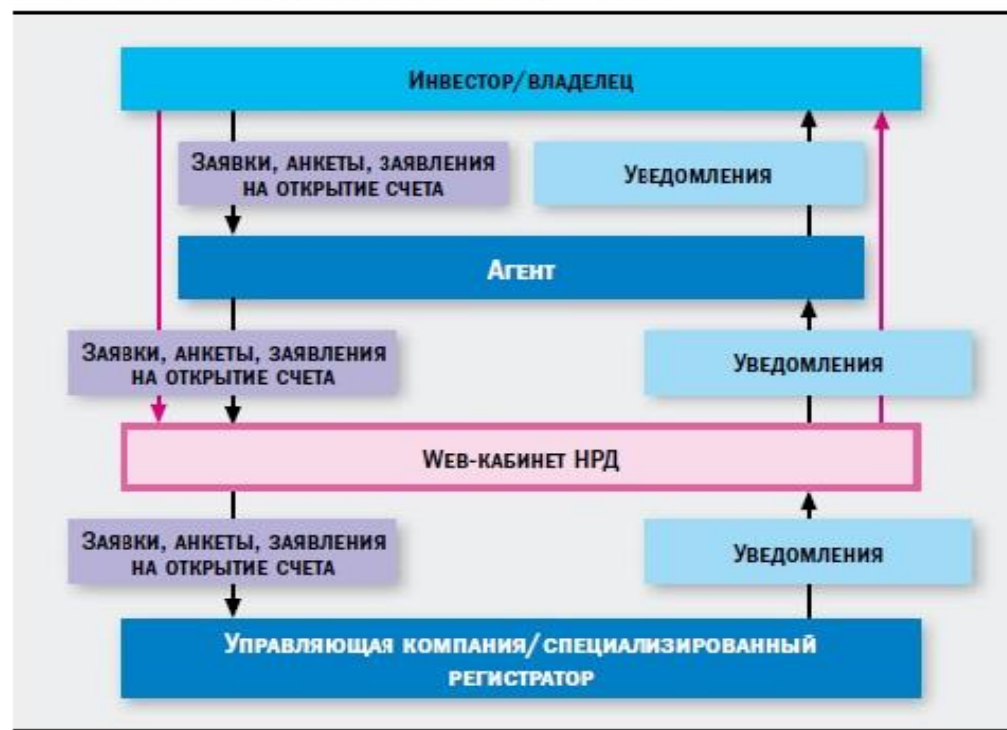 Инвестор/владелец
Заявки, анкеты, заявления
на открытие счета
Уведомления
Агент
Заявки, анкеты, заявления
на открытие счета
Уведомления
Web-кабинет НРД
Заявки, анкеты, заявления
на открытие счета
Уведомления
Управляющая компания/специализированный
регистратор